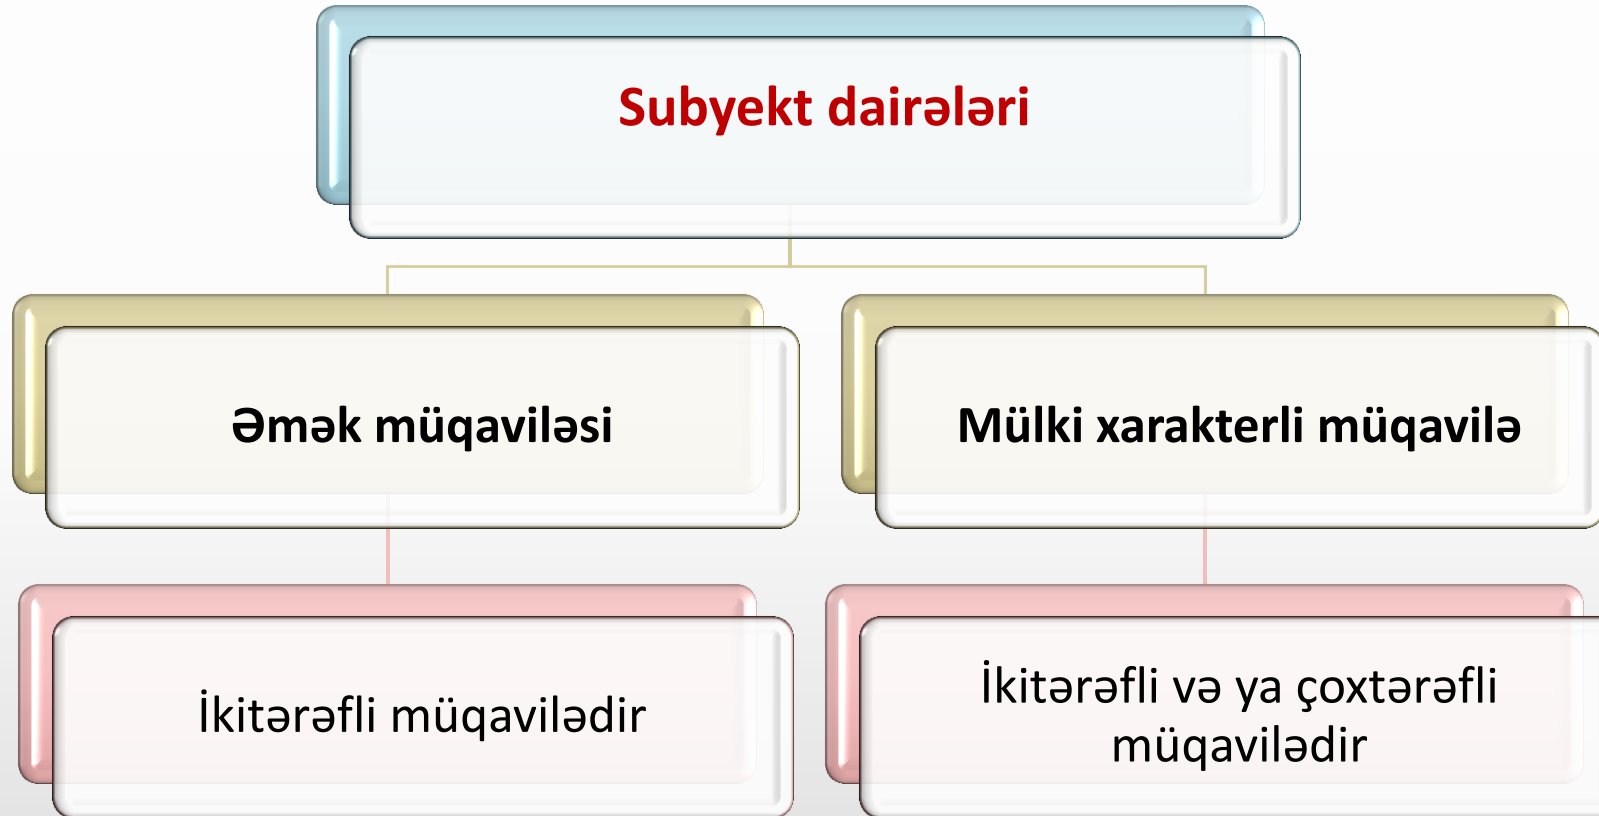 Subyekt dairələri
Əmək müqaviləsi
Mülki xarakterli müqavilə
İkitərəfli müqavilədir
İkitərəfli və ya çoxtərəfli
müqavilədir